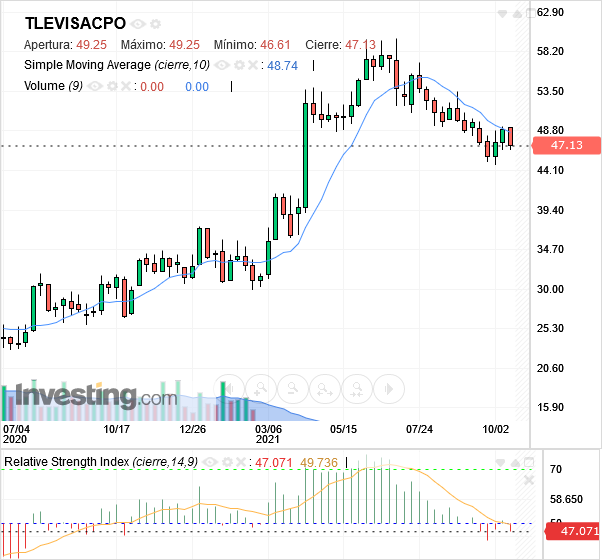 TLEVISACPO
Apertura: 49.25 Máximo: 49.25 Mínimo: 46.61 Cierre: 47.13
Simple Moving Average (cierre,10) : 48.74
Volume (9) : 0.00 0.00
62.90
58.20
53.50
48.80
47.13
44.10
39.40
34.70
30.00
25.30
20.60
15.90
Investing.com
07/04 10/17 12/26 03/06 05/15 07/24 10/02
2020 2021
Relative Strength Index (cierre,14,9) : 47.071 49.736
70
58.650
50
47.071